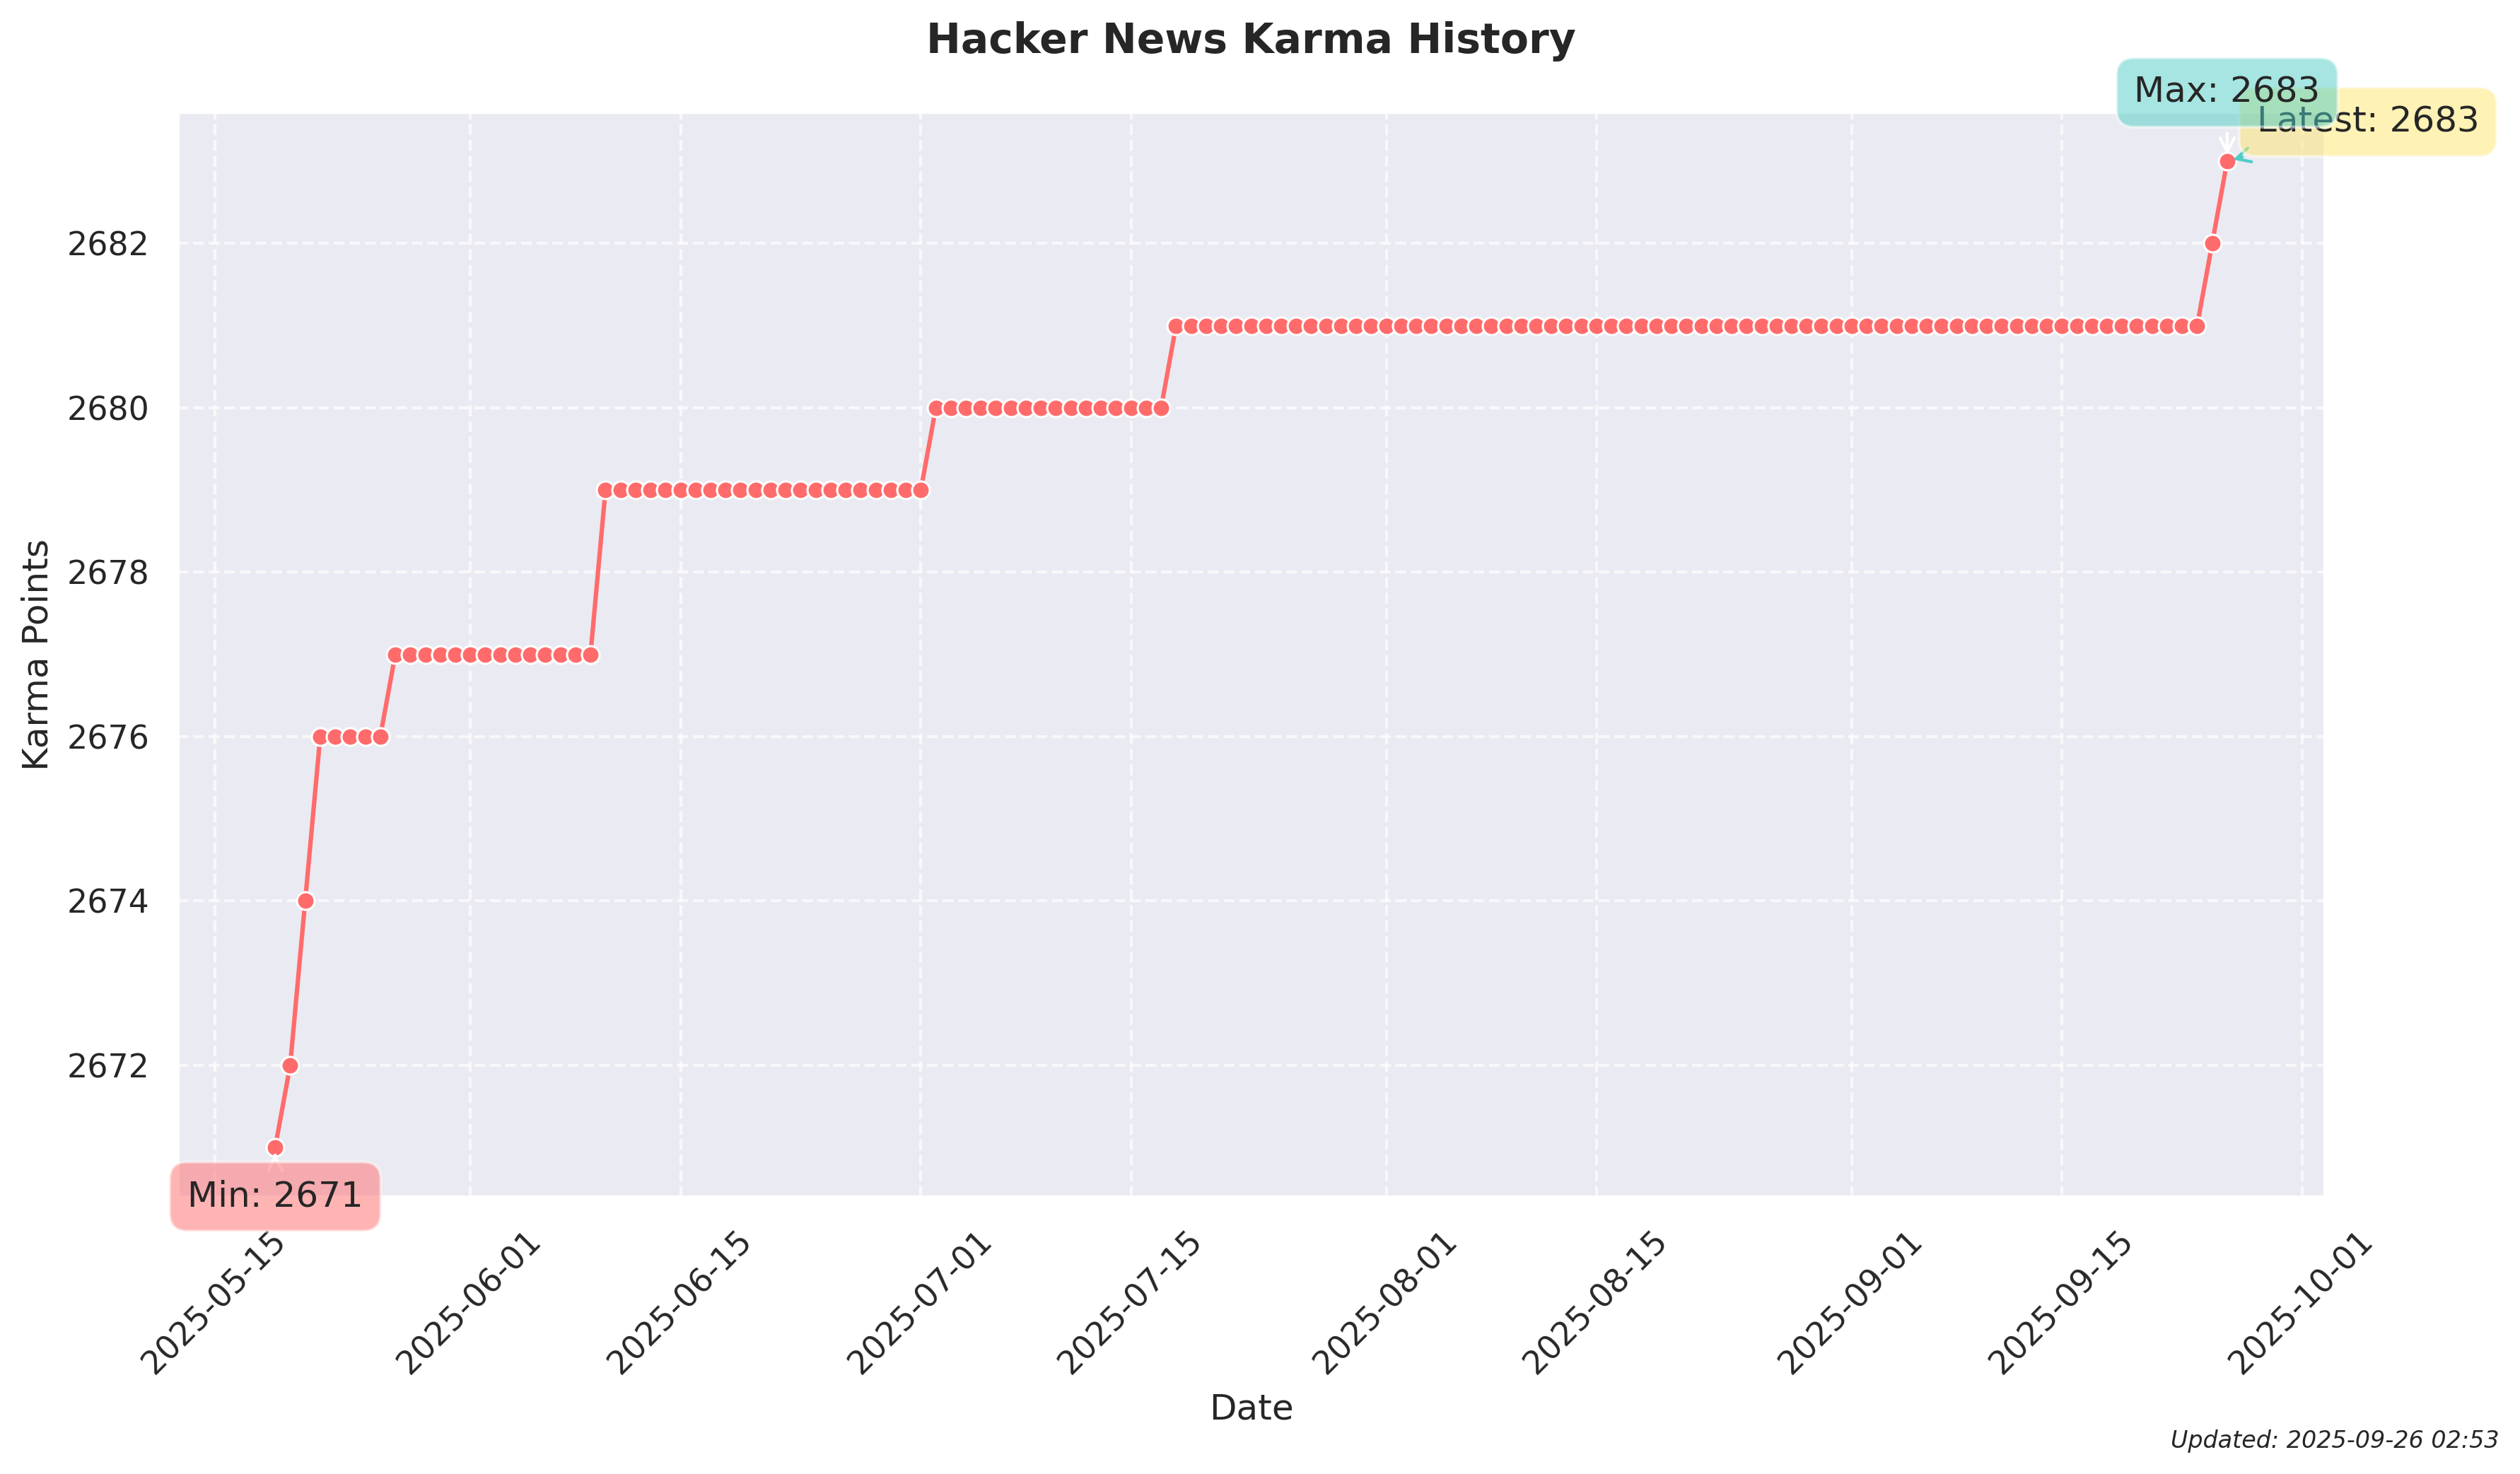 Hacker News Karma History
Max: 2683
Latest: 2683
2682
2680
2678
2676
2674
2672
Karma Points
Min: 2671
2025-05-15
2025-06-01
2025-06-15
2025-07-01
2025-07-15
2025-08-01
2025-08-15
2025-09-01
2025-09-15
2025-10-01
Date
Updated: 2025-09-26 02:53